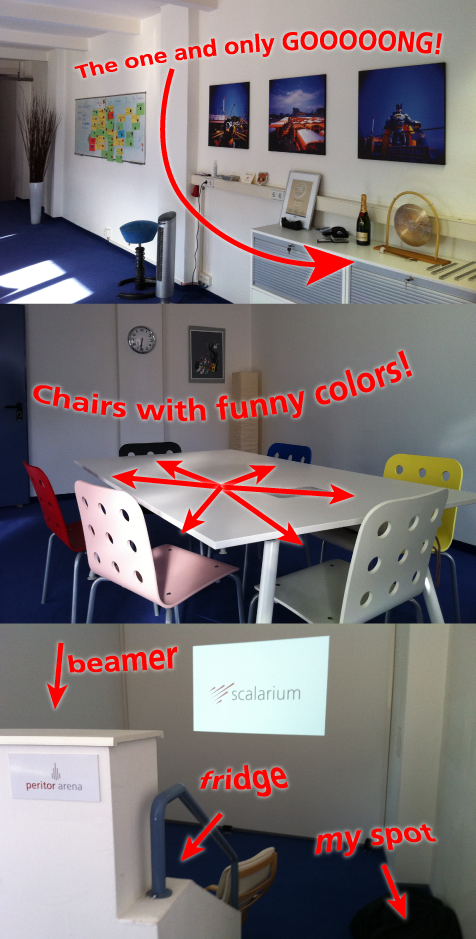 The one and only GOOOOONG!
Chairs with funny colors!
beamer
scalarium
peritor arena
fridge
my spot